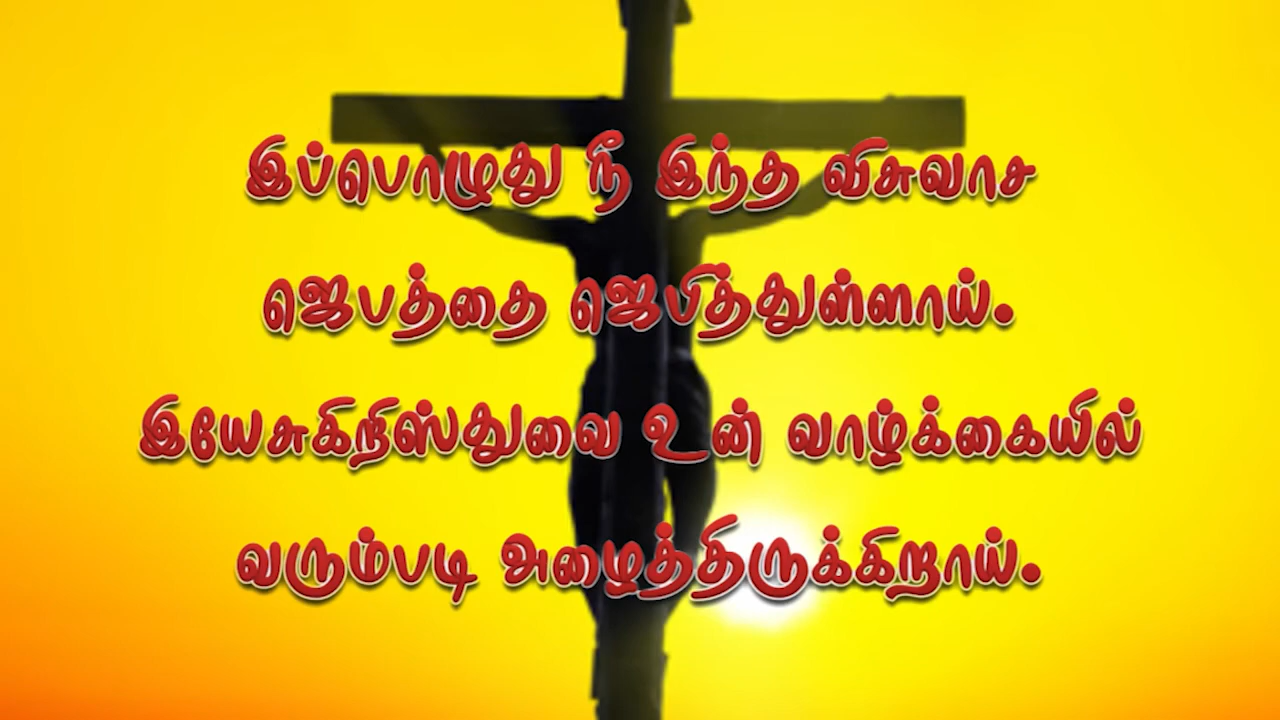 இப்பொழுது நீ இந்த விசுவாச
ஜெபத்தை ஜெபித்துள்ளாய்.
இயேசுகிறிஸ்துவை உன் வாழ்க்கையில்
வரும்படி அழைத்திருக்கிறாய்.